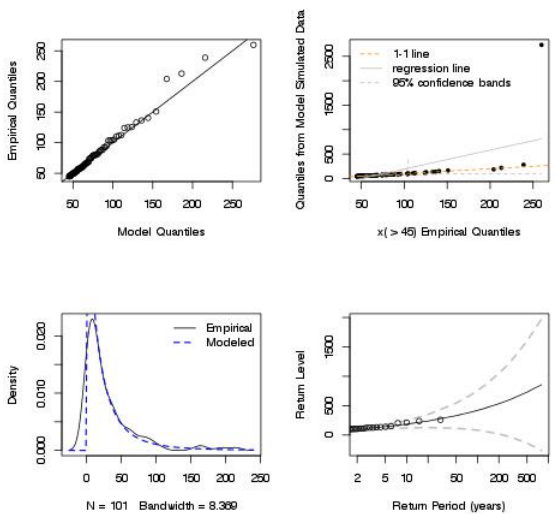 Empirical Quantiles
50
100
150
200
250
50
100
150
200
250
Model Quantiles
Quantiles from Model Simulated Data
0
500
1500
2500
1-1 line
regression line
95% confidence bands
50
100
150
200
250
x( > 45) Empirical Quantiles
Density
0.000
0.010
0.020
Empirical
Modeled
0
50
100
150
200
250
N = 101 Bandwidth = 8.369
Return Level
0
500
1500
2
5
10
50
200
500
Return Period (years)